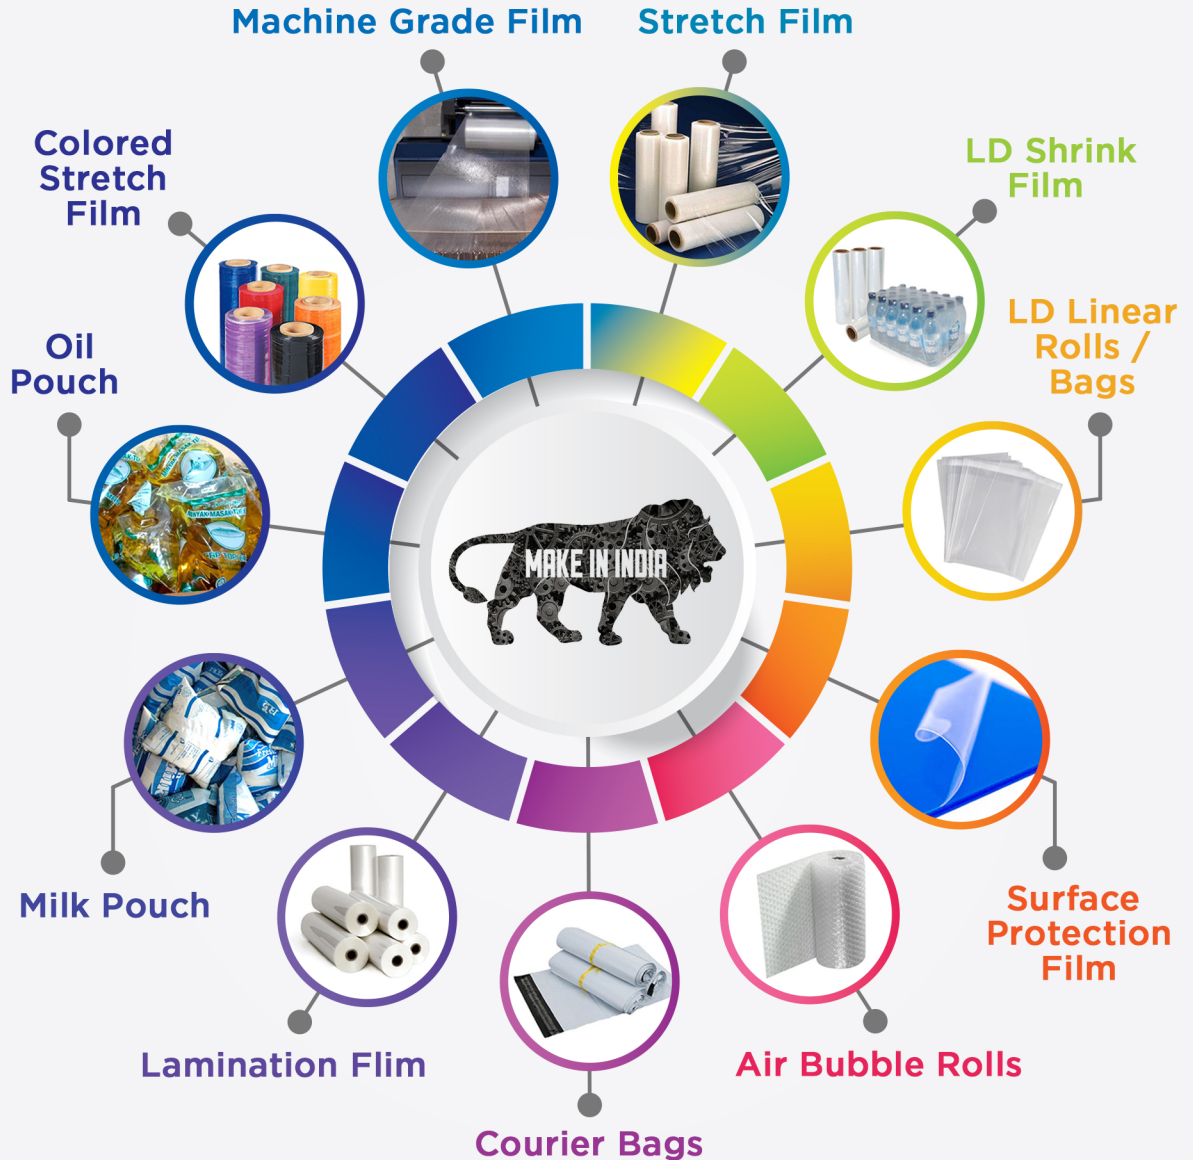 Machine Grade Film
Stretch Film
Colored
Stretch
Film
LD Shrink
Film
Oil
Pouch
LD Linear
Rolls /
Bags
MAKE IN INDIA
Milk Pouch
Surface
Protection
Film
Lamination Flim
Air Bubble Rolls
Courier Bags